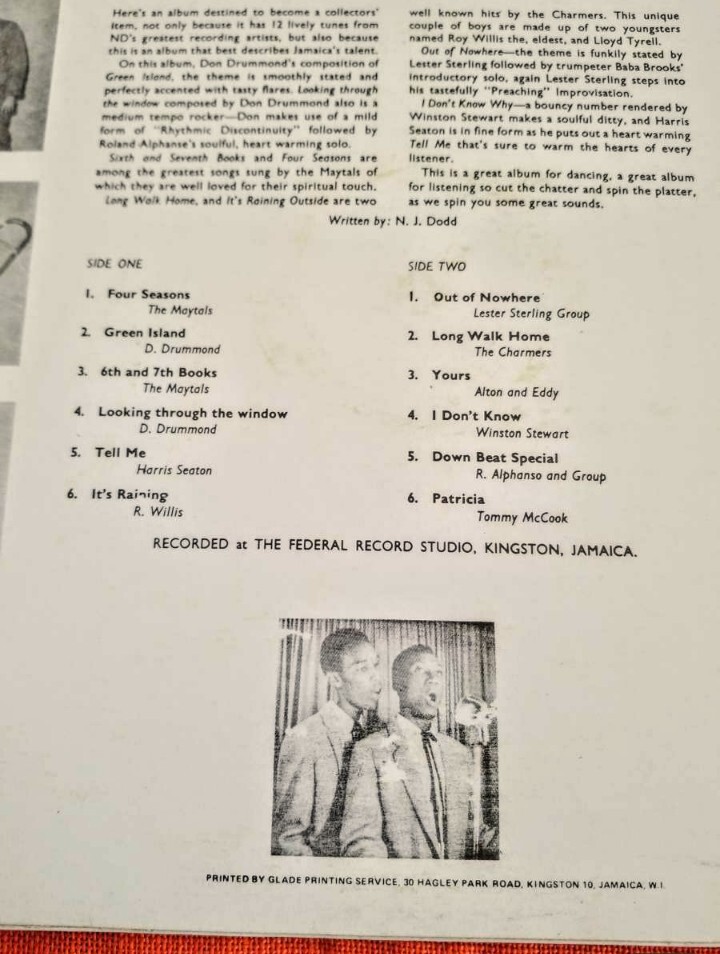 Here's an album destined to become a collectors'
item, not only because it has 12 lively tunes from
ND's greatest recording artists, but also because
this is an album that best describes Jamaica's talent.
On this album, Don Drummond's composition of
Green Island, the theme is smoothly stated and
perfectly accented with tasty flares. Looking through
the window composed by Don Drummond also is a
medium tempo rocker—Don makes use of a mild
form of "Rhythmic Discontinuity" followed by
Roland Alphanse's soulful, heart warming solo.
Sixth and Seventh Books and Four Seasons are
among the greatest songs sung by the Maytals of
which they are well loved for their spiritual touch.
Long Walk Home, and It's Raining Outside are two
well known hits by the Charmers. This unique
couple of boys are made up of two youngsters
named Roy Willis the, eldest, and Lloyd Tyrell.
Out of Nowhere—the theme is funkily stated by
Lester Sterling followed by trumpeter Baba Brooks'
introductory solo, again Lester Sterling steps into
his tastefully "Preaching" Improvisation.
I Don't Know Why—a bouncy number rendered by
Winston Stewart makes a soulful ditty, and Harris
Seaton is in fine form as he puts out a heart warming
Tell Me that's sure to warm the hearts of every
listener.
This is a great album for dancing, a great album
for listening so cut the chatter and spin the platter,
as we spin you some great sounds.
Written by: N. J. Dodd
SIDE ONE
1. Four Seasons
The Maytals
2. Green Island
D. Drummond
3. 6th and 7th Books
The Maytals
4. Looking through the window
D. Drummond
5. Tell Me
Harris Seaton
6. It's Raining
R. Willis
SIDE TWO
1. Out of Nowhere
Lester Sterling Group
2. Long Walk Home
The Charmers
3. Yours
Alton and Eddy
4. I Don't Know
Winston Stewart
5. Down Beat Special
R. Alphanso and Group
6. Patricia
Tommy McCook
RECORDED at THE FEDERAL RECORD STUDIO, KINGSTON, JAMAICA.
PRINTED BY GLADE PRINTING SERVICE, 30 HAGLEY PARK ROAD, KINGSTON 10, JAMAICA, W.I.